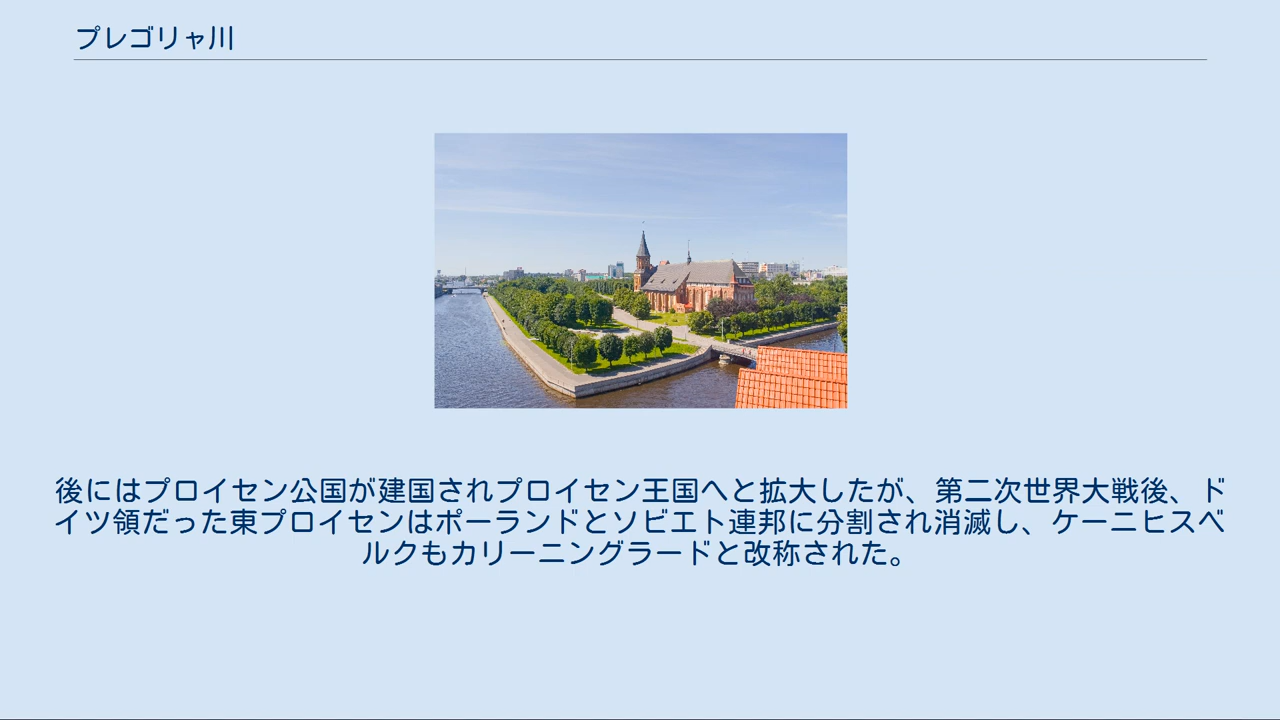 プレゴリャ川
後にはプロイセン公国が建国されプロイセン王国へと拡大したが、第二次世界大戦後、ド
イツ領だった東プロイセンはポーランドとソビエト連邦に分割され消滅し、ケーニヒスベ
ルクもカリーニングラードと改称された。